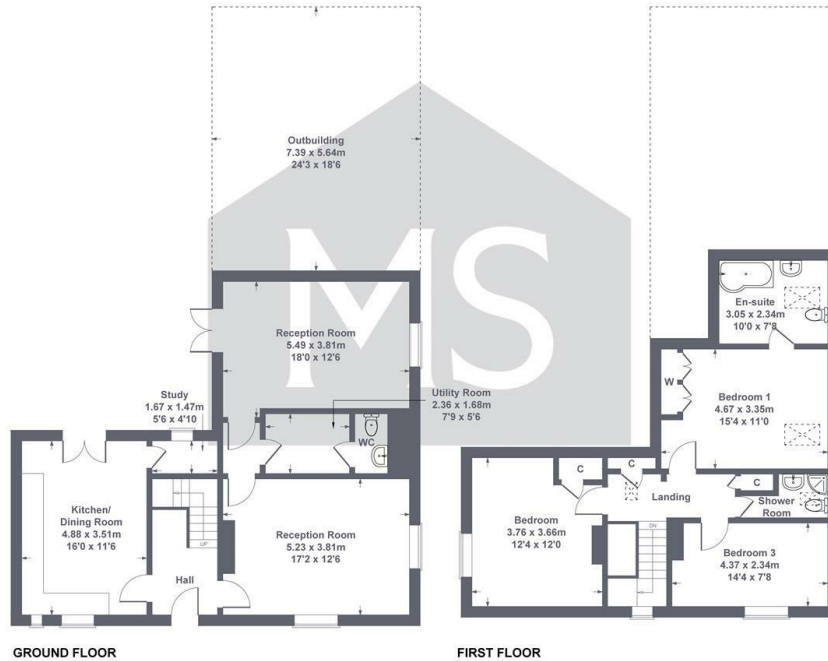 Outbuilding
7.39 x 5.64m
24'3 x 18'6
MS
Reception Room
5.49 x 3.81m
18'0 x 12'6
Study
1.67 x 1.47m
5'6 x 4'10
Utility Room
2.36 x 1.68m
7'9 x 5'6
WC
Kitchen/
Dining Room
4.88 x 3.51m
16'0 x 11'6
UP
Hall
Reception Room
5.23 x 3.81m
17'2 x 12'6
GROUND FLOOR
En-suite
3.05 x 2.34m
10'0 x 7'8
W
Bedroom 1
4.67 x 3.35m
15'4 x 11'0
C
C
C
Landing
Shower
Room
Bedroom
3.76 x 3.66m
12'4 x 12'0
DN
Bedroom 3
4.37 x 2.34m
14'4 x 7'8
FIRST FLOOR